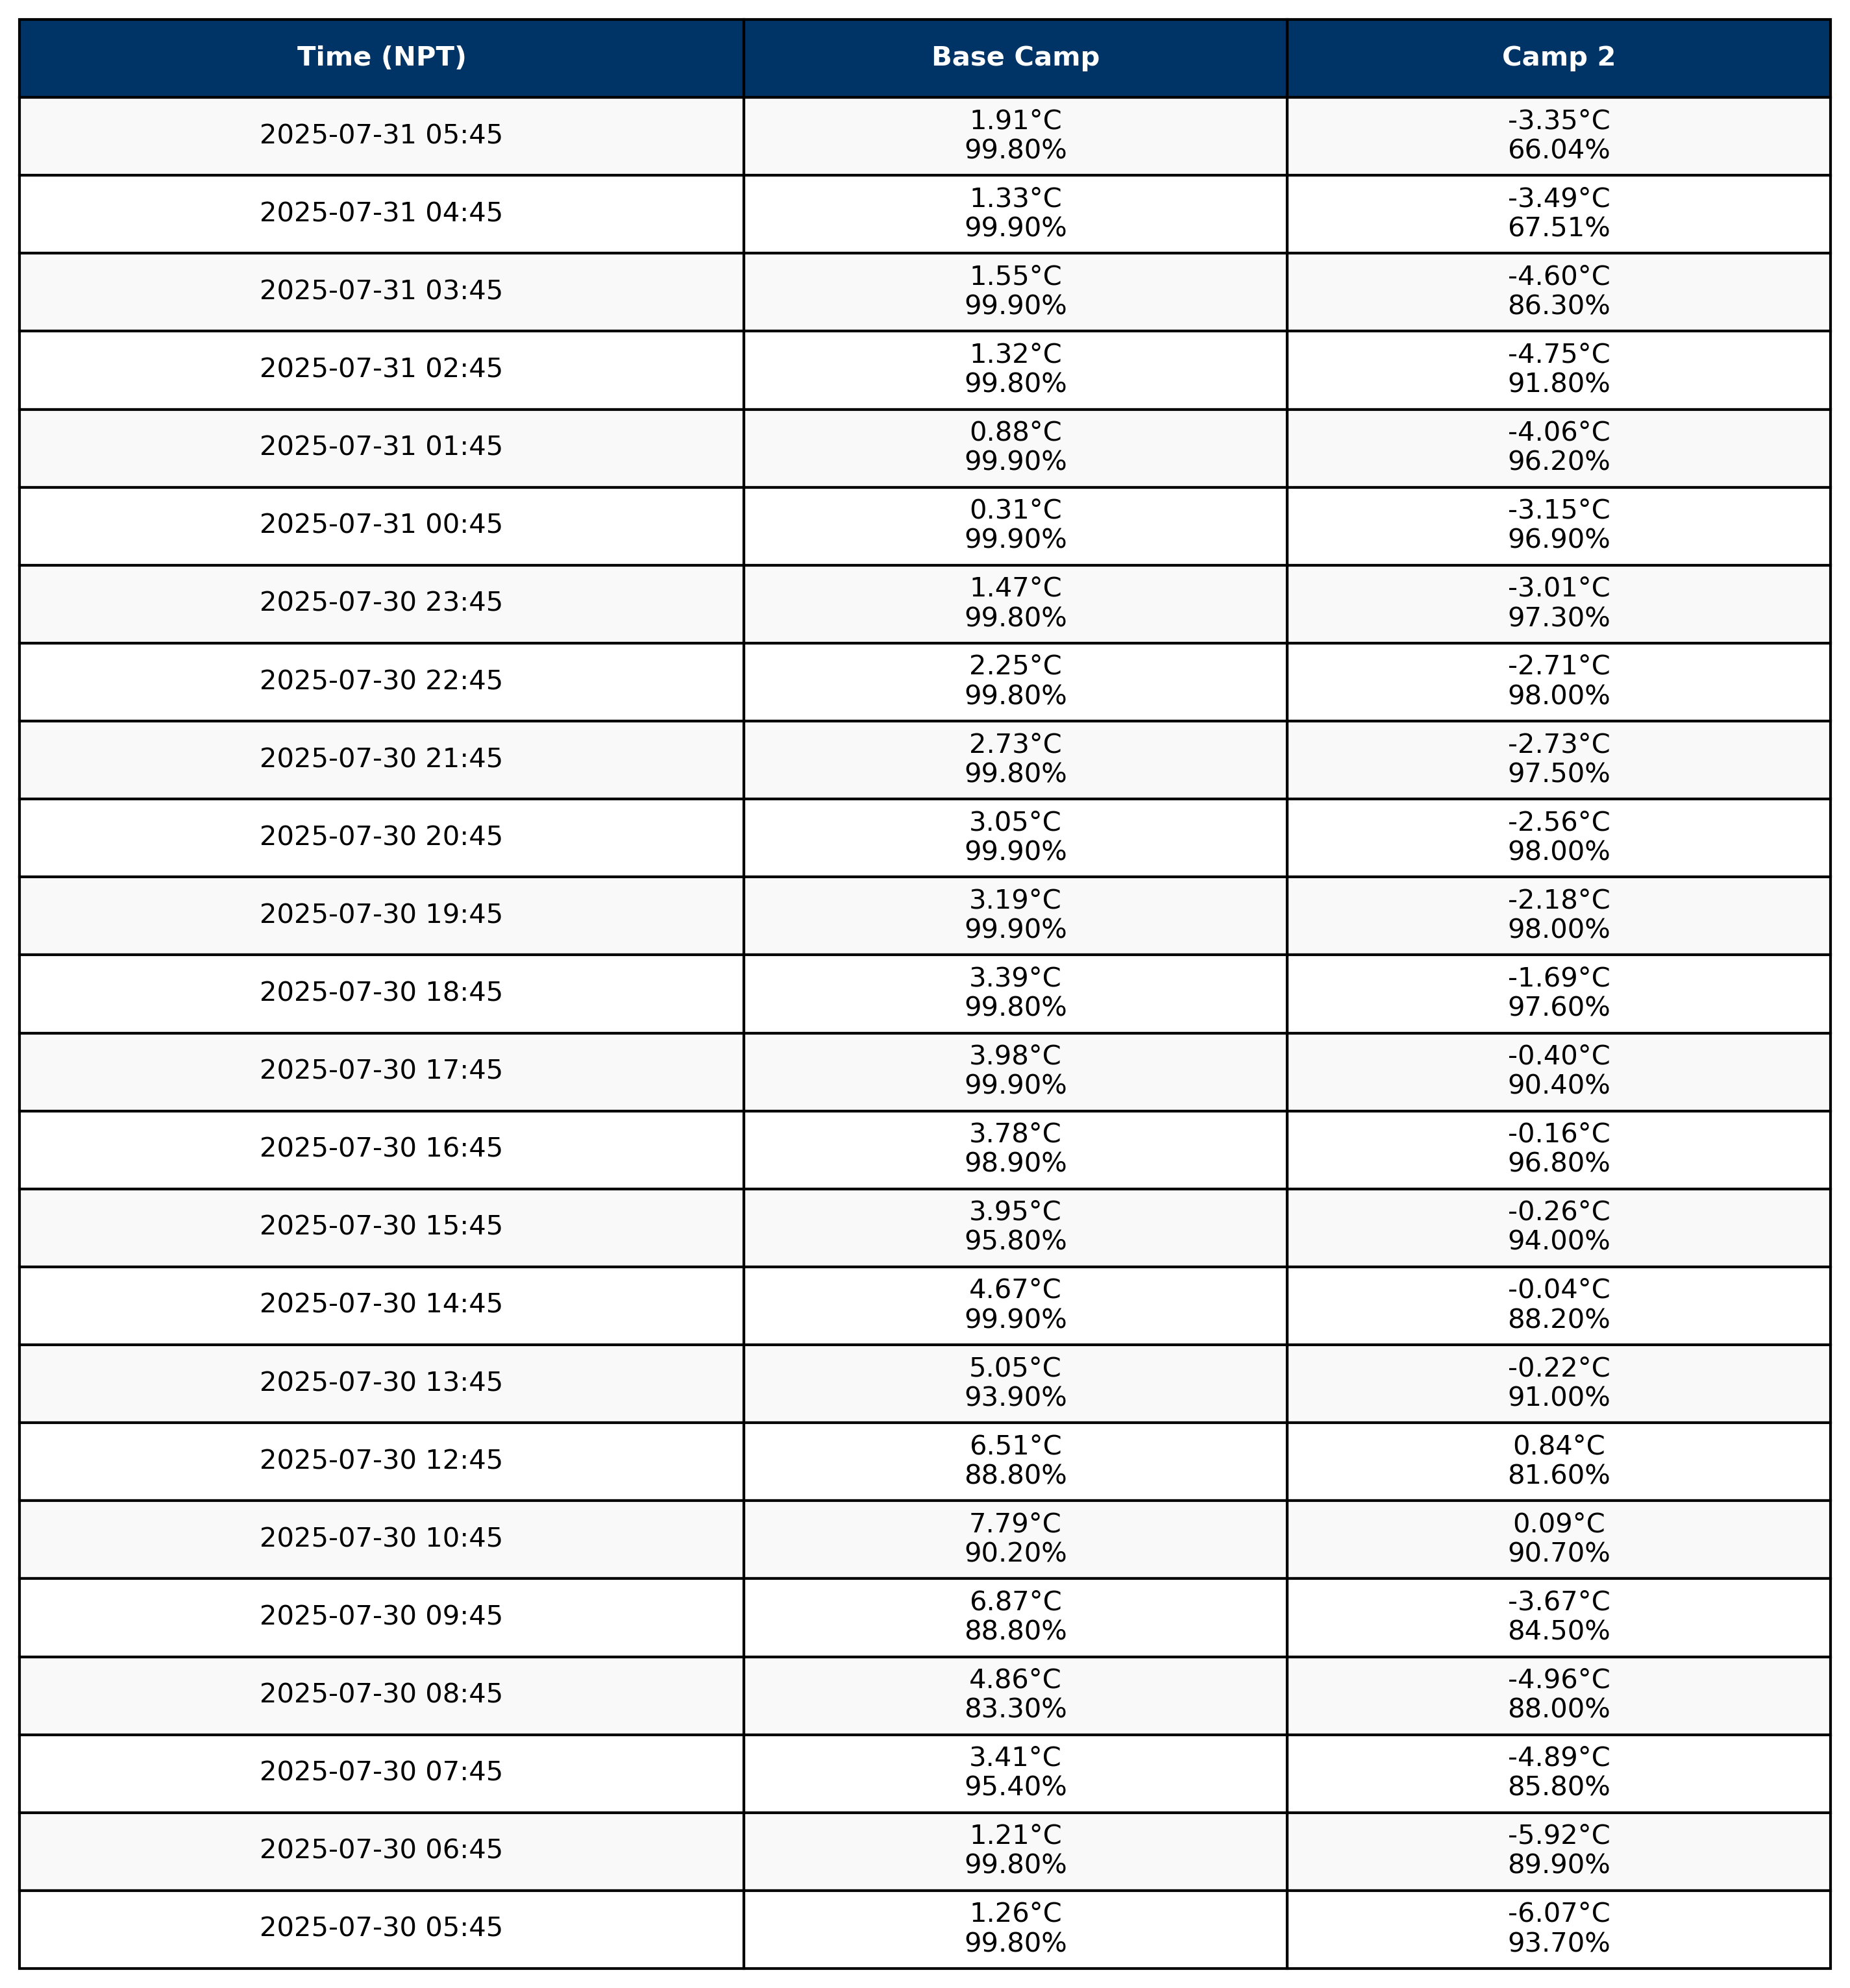 Time (NPT) Base Camp Camp 2
2025-07-31 05:45 1.91°C 99.80% -3.35°C 66.04%
2025-07-31 04:45 1.33°C 99.90% -3.49°C 67.51%
2025-07-31 03:45 1.55°C 99.90% -4.60°C 86.30%
2025-07-31 02:45 1.32°C 99.80% -4.75°C 91.80%
2025-07-31 01:45 0.88°C 99.90% -4.06°C 96.20%
2025-07-31 00:45 0.31°C 99.90% -3.15°C 96.90%
2025-07-30 23:45 1.47°C 99.80% -3.01°C 97.30%
2025-07-30 22:45 2.25°C 99.80% -2.71°C 98.00%
2025-07-30 21:45 2.73°C 99.80% -2.73°C 97.50%
2025-07-30 20:45 3.05°C 99.90% -2.56°C 98.00%
2025-07-30 19:45 3.19°C 99.90% -2.18°C 98.00%
2025-07-30 18:45 3.39°C 99.80% -1.69°C 97.60%
2025-07-30 17:45 3.98°C 99.90% -0.40°C 90.40%
2025-07-30 16:45 3.78°C 98.90% -0.16°C 96.80%
2025-07-30 15:45 3.95°C 95.80% -0.26°C 94.00%
2025-07-30 14:45 4.67°C 99.90% -0.04°C 88.20%
2025-07-30 13:45 5.05°C 93.90% -0.22°C 91.00%
2025-07-30 12:45 6.51°C 88.80% 0.84°C 81.60%
2025-07-30 10:45 7.79°C 90.20% 0.09°C 90.70%
2025-07-30 09:45 6.87°C 88.80% -3.67°C 84.50%
2025-07-30 08:45 4.86°C 83.30% -4.96°C 88.00%
2025-07-30 07:45 3.41°C 95.40% -4.89°C 85.80%
2025-07-30 06:45 1.21°C 99.80% -5.92°C 89.90%
2025-07-30 05:45 1.26°C 99.80% -6.07°C 93.70%